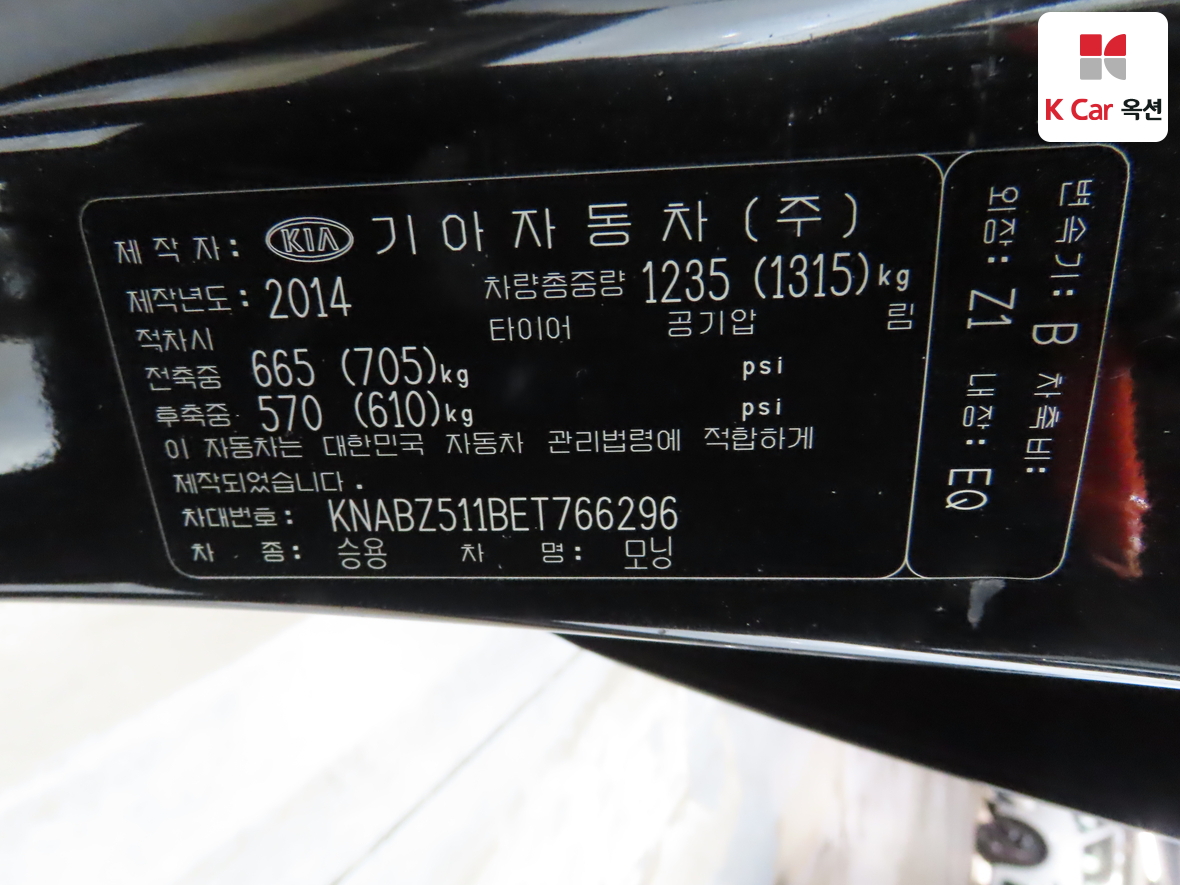 K Car 옥션
제 작 자 : KIA 기 아 자 동 차 ( 주 )
제작년도 : 2014 차량총중량 1235 (1315)kg
적차시 타이어 공기압 림
전축중 665 (705)kg psi
후축중 570 (610)kg psi
이 자동차는 대한민국 자동차 관리법령에 적합하게
제작되었습니다 .
차대번호 : KNABZ511BET766296
차 종 : 승용 차 명 : 모닝
변속기: B 차축비:
외장: Z1 내장: EQ